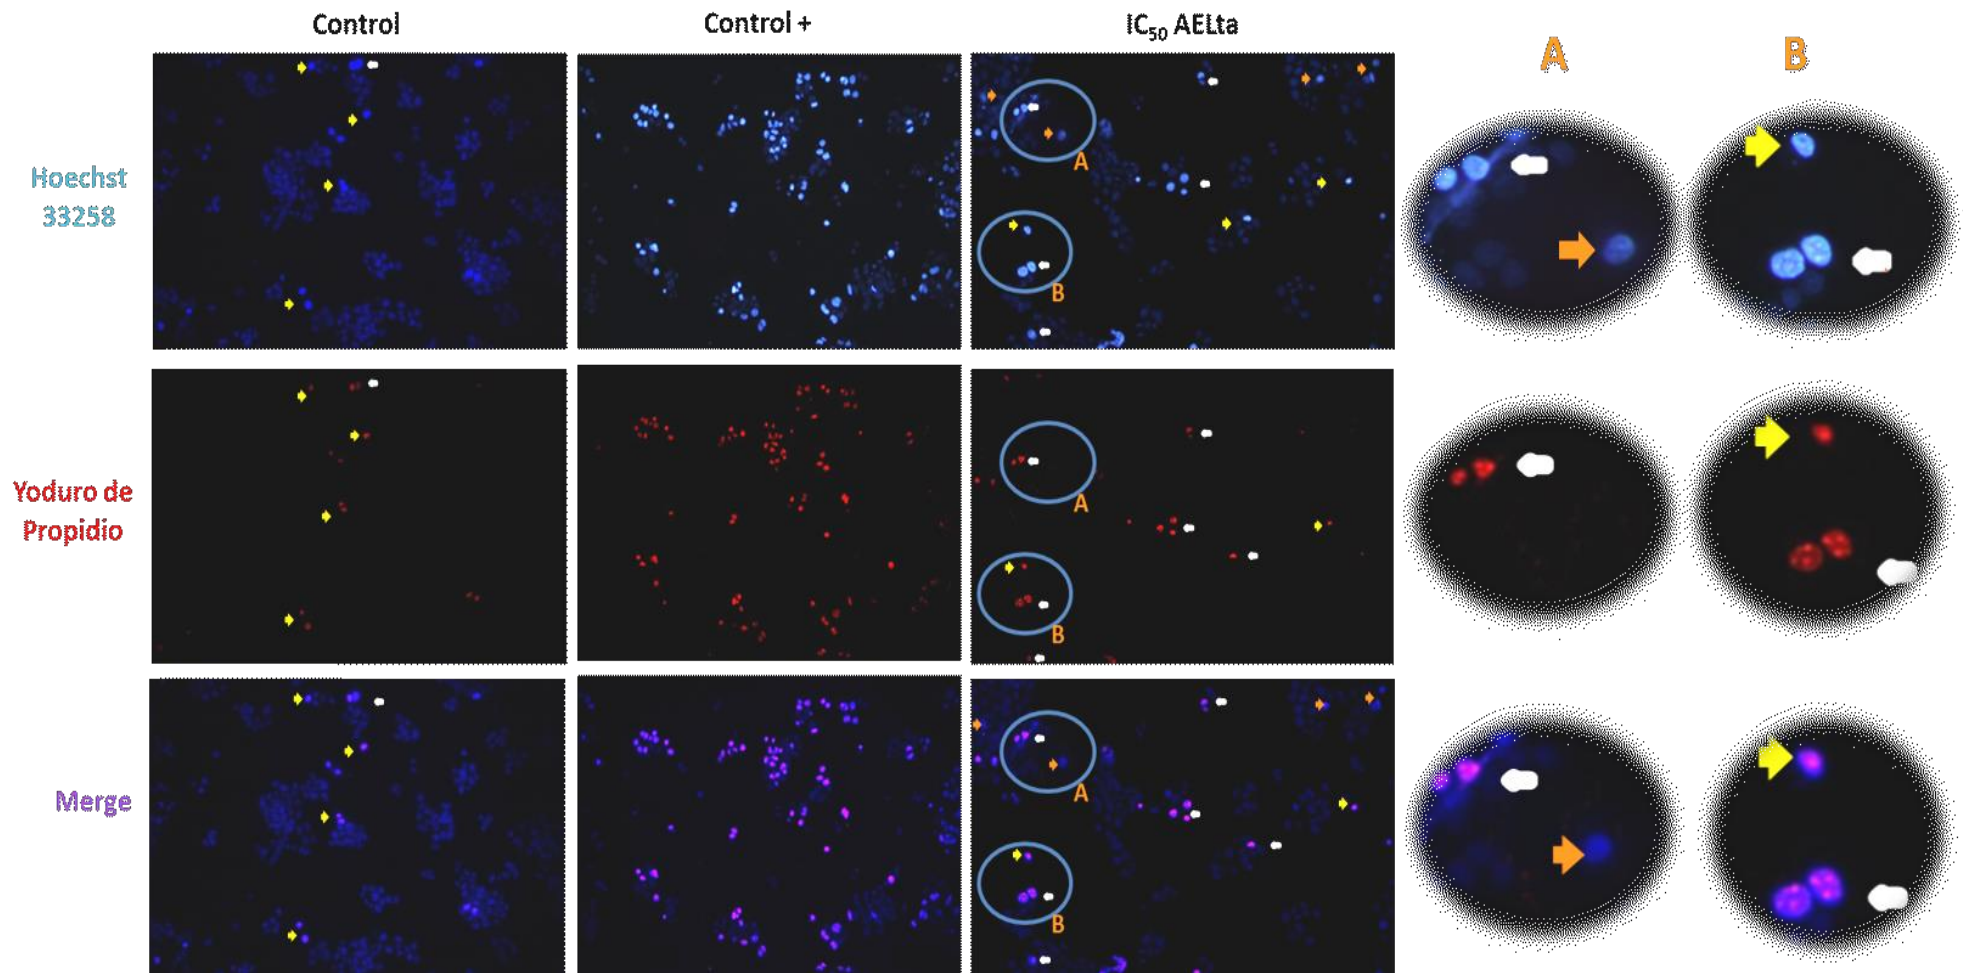 Control
Control +
IC₅₀ AELta
A
B
Hoechst
33258
A
B
Yoduro de
Propidio
A
B
Merge
A
B